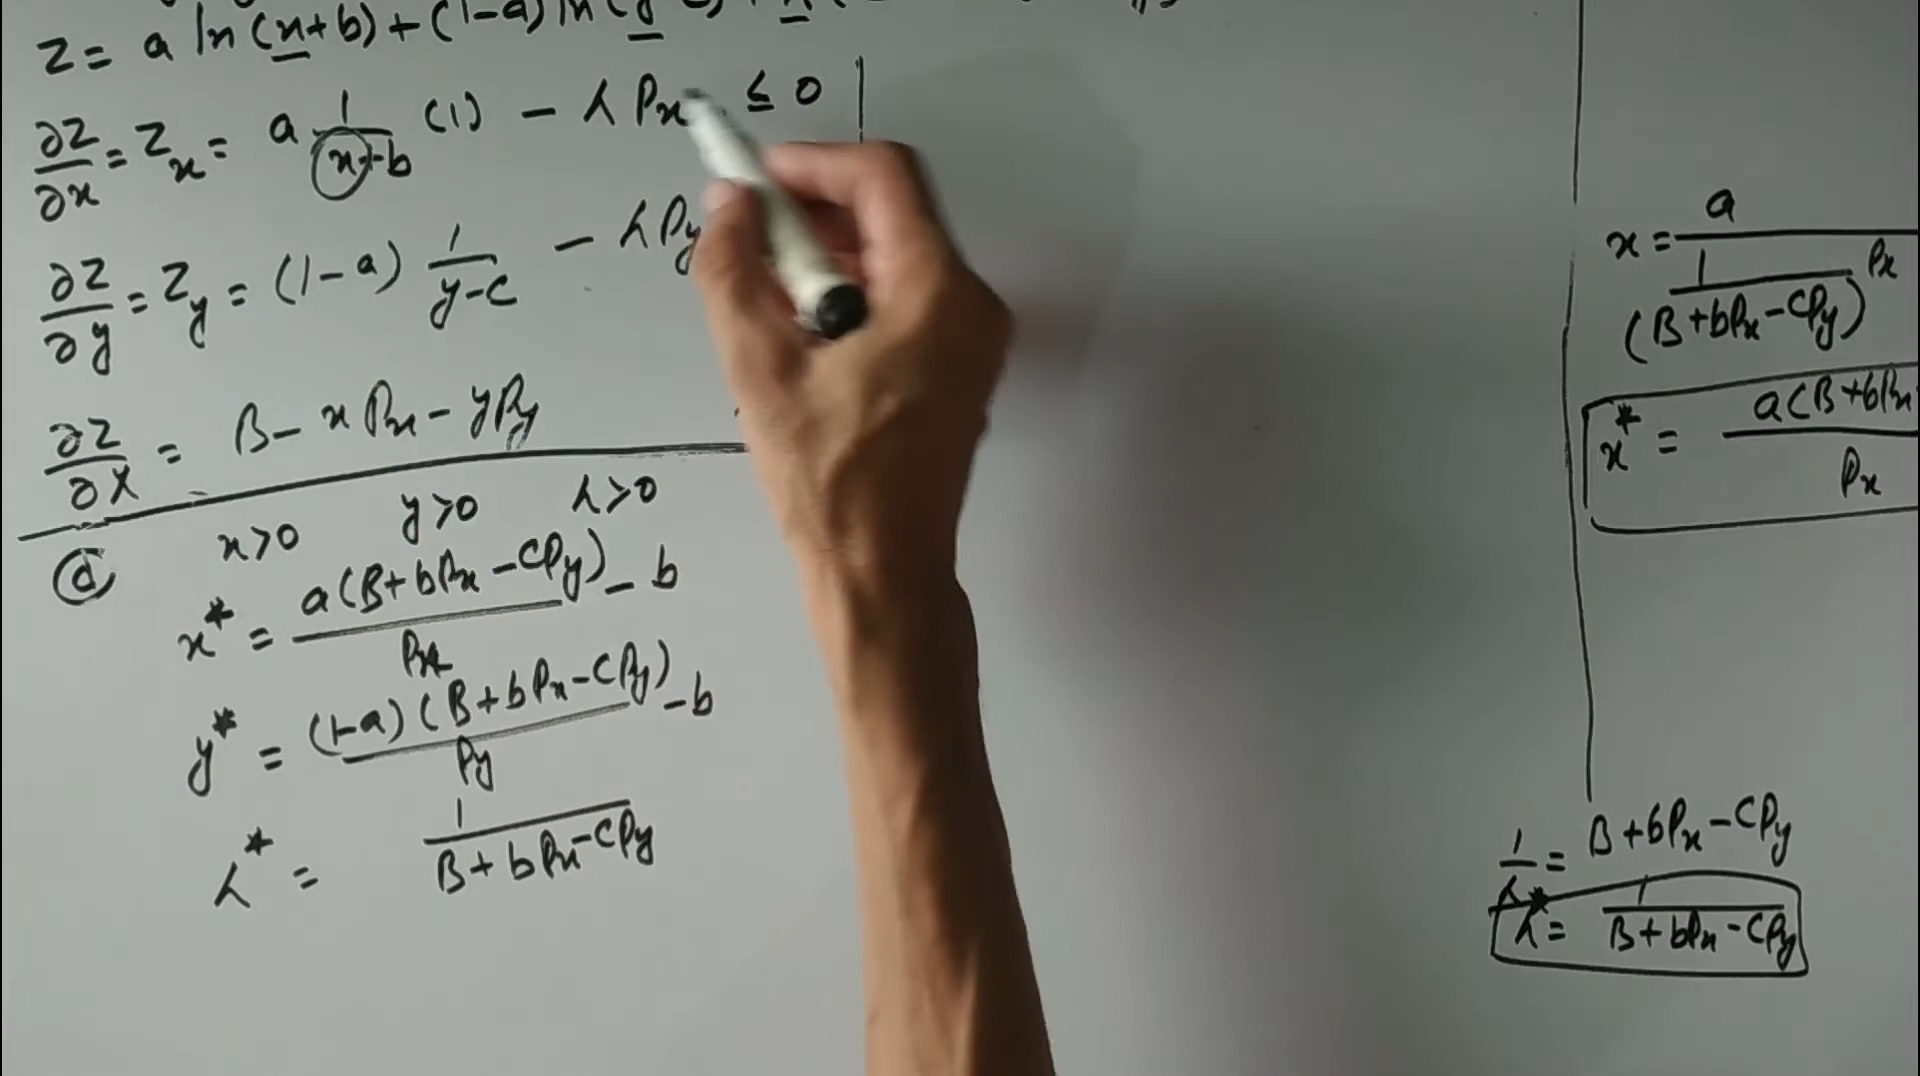 Z = a ln (x+b) + (1-a) ln (y
∂Z/∂x = Z_x = a 1/(x+b) (1) - λ Px ≤ 0
∂Z/∂y = Z_y = (1-a) 1/(y-c) - λ Py
∂Z/∂λ = B - x Px - y Py
x>0 y>0 λ>0
(d)
x* = a(B+bPx - CPy)/Px - b
y* = (1-a)(B+bPx - CPy)/Py - b
λ* = 1/(B+bPx - CPy)
x = a/(1/(B+bPx - CPy) Px
x* = a(B+bPx/Px
1/λ = B+bPx - CPy
λ* = 1/(B+bPx - CPy)